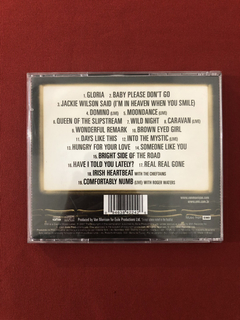 1. GLORIA 2. BABY PLEASE DON'T GO
3. JACKIE WILSON SAID (I'M IN HEAVEN WHEN YOU SMILE)
4. DOMINO (LIVE) 5. MOONDANCE (LIVE)
6. QUEEN OF THE SLIPSTREAM 7. WILD NIGHT 8. CARAVAN (LIVE)
9. WONDERFUL REMARK 10. BROWN EYED GIRL
11. DAYS LIKE THIS 12. INTO THE MYSTIC (LIVE)
13. HUNGRY FOR YOUR LOVE 14. SOMEONE LIKE YOU
15. BRIGHT SIDE OF THE ROAD
16. HAVE I TOLD YOU LATELY? 17. REAL REAL GONE
18. IRISH HEARTBEAT WITH THE CHIEFTAINS
19. COMFORTABLY NUMB (LIVE) WITH ROGER WATERS
EMI